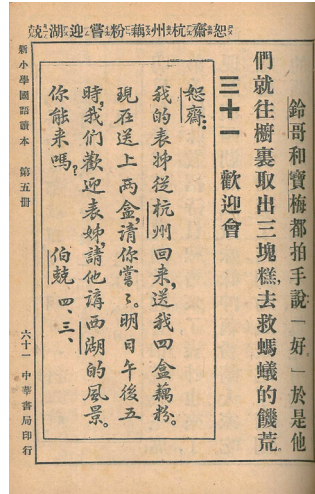 恕齋杭州藕粉嘗迎湖兢
鈴哥和寶梅都拍手說「好」於是他
們就往櫥裏取出三塊糕,去救螞蟻的饑荒。
三十一 歡迎會
恕齋:
我的表姊從杭州回來,送我四盒藕粉。
現在送上兩盒,請你嘗嘗。明日午後五
時,我們歡迎表姊,請他講西湖的風景。
你能來嗎?
伯兢 四、三、
新小學國語讀本 第五冊
六十一 中華書局印行